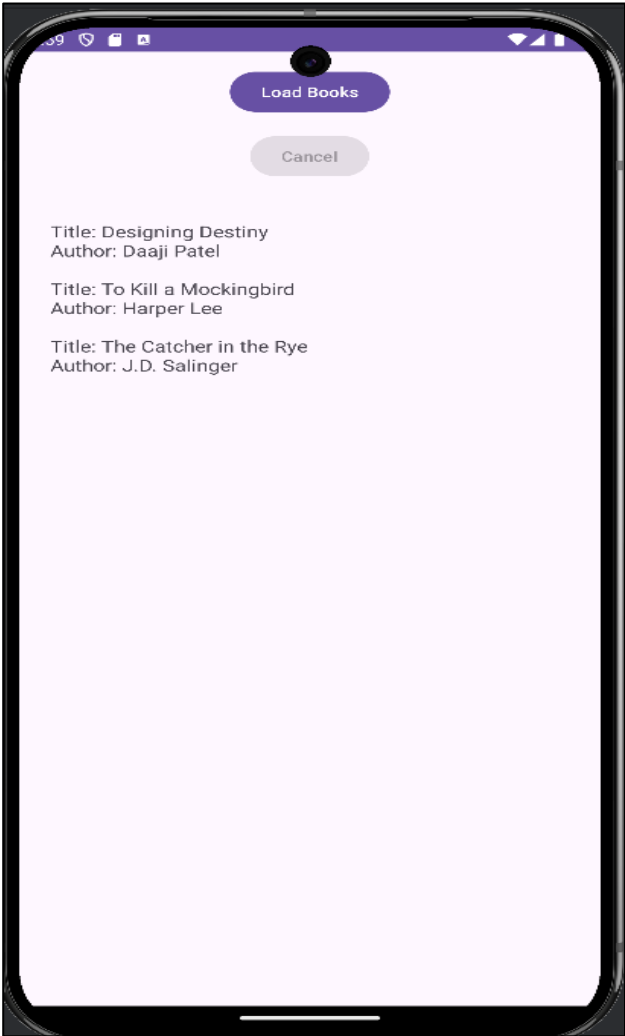 Load Books
Cancel
Title: Designing Destiny
Author: Daaji Patel
Title: To Kill a Mockingbird
Author: Harper Lee
Title: The Catcher in the Rye
Author: J.D. Salinger